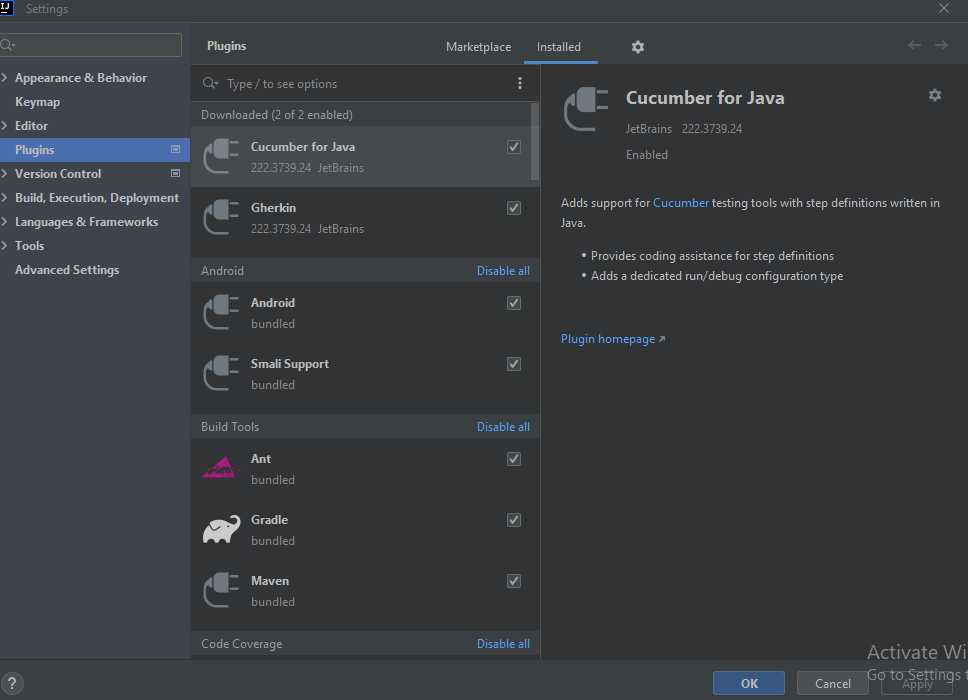 IJ
Settings
Appearance & Behavior
Keymap
Editor
Plugins
Version Control
Build, Execution, Deployment
Languages & Frameworks
Tools
Advanced Settings
Plugins
Marketplace
Installed
Type / to see options
Downloaded (2 of 2 enabled)
Cucumber for Java
222.3739.24 JetBrains
Gherkin
222.3739.24 JetBrains
Android Disable all
Android
bundled
Smali Support
bundled
Build Tools Disable all
Ant
bundled
Gradle
bundled
Maven
bundled
Code Coverage Disable all
Cucumber for Java
JetBrains 222.3739.24
Enabled
Adds support for Cucumber testing tools with step definitions written in
Java.
• Provides coding assistance for step definitions
• Adds a dedicated run/debug configuration type
Plugin homepage ↗
Activate Wi
Go to Settings t
?
OK
Cancel
Apply